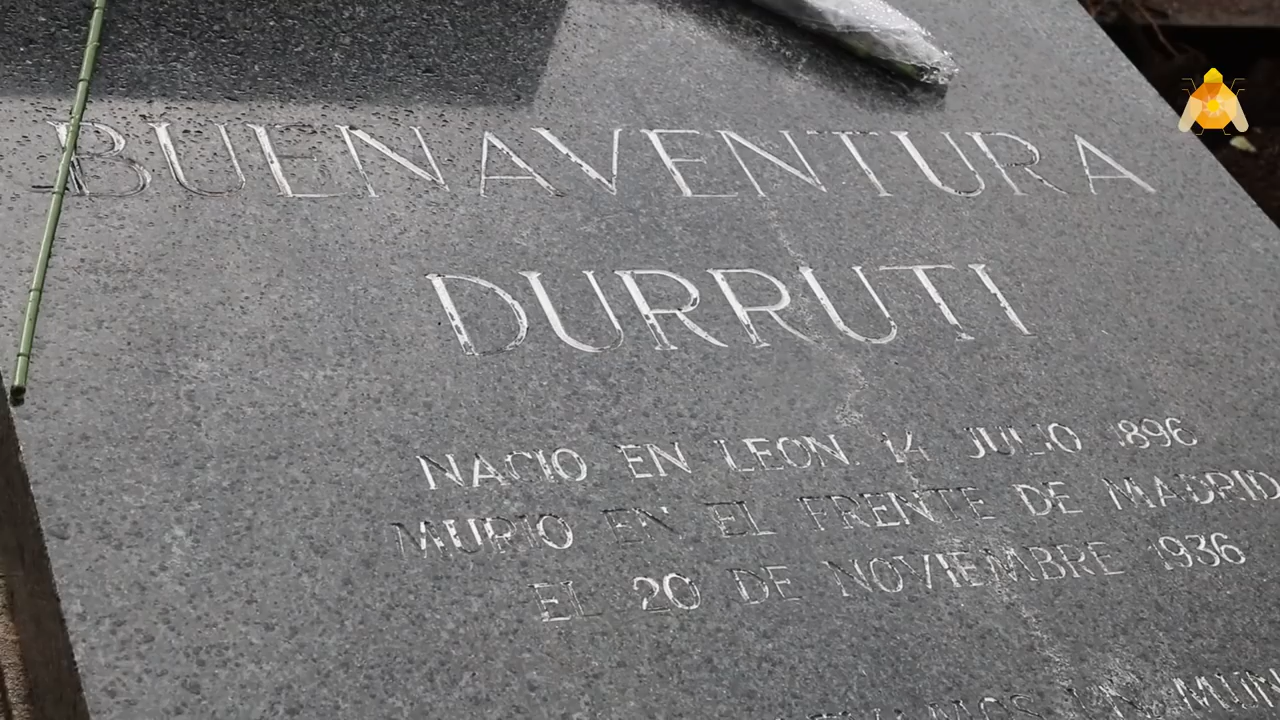 BUENAVENTURA
DURRUTI
NACIO EN LEON. 14 JULIO 1896
MURIO EN EL FRENTE DE MADRID
EL 20 DE NOVIEMBRE 1936